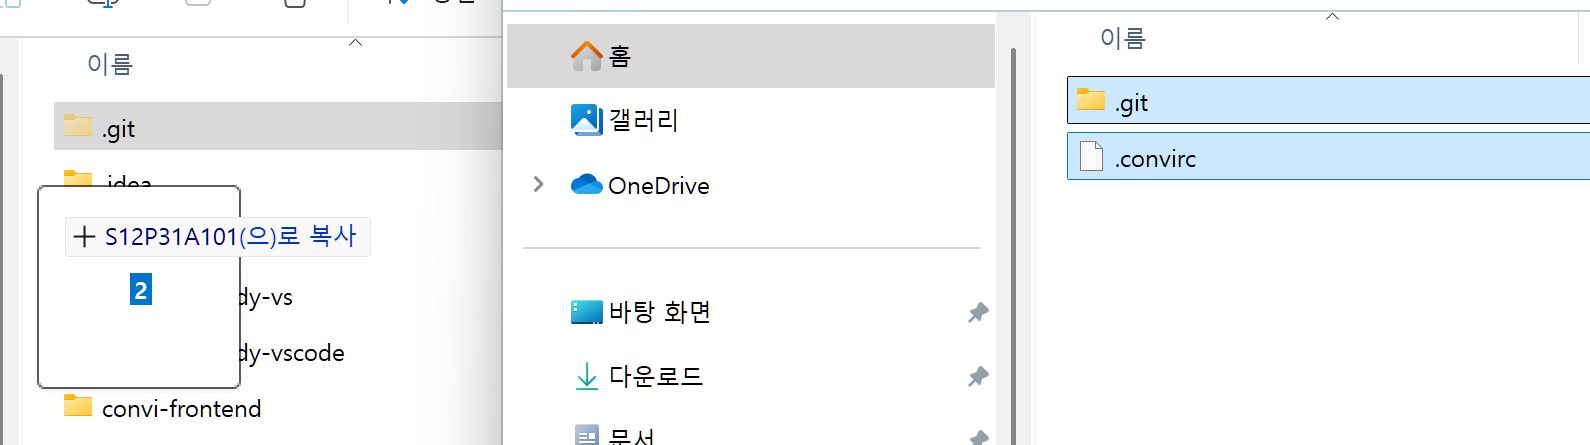 이름
.git
.idea
S12P31A101(으)로 복사
2
dy-vs
dy-vscode
convi-frontend
홈
갤러리
OneDrive
바탕 화면
다운로드
문서
이름
.git
.convirc